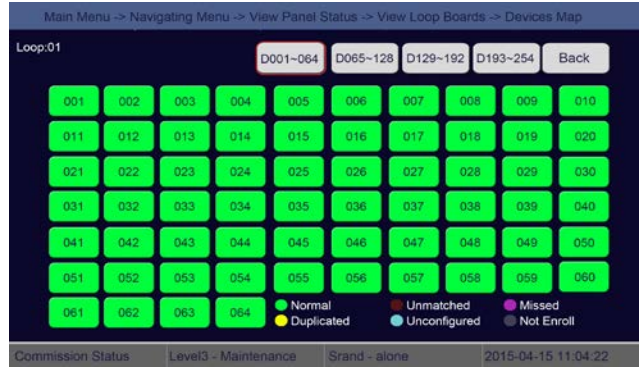 Main Menu -> Navigating Menu -> View Panel Status -> View Loop Boards -> Devices Map
Loop:01
D001~064 D065~128 D129~192 D193~254 Back
001 002 003 004 005 006 007 008 009 010
011 012 013 014 015 016 017 018 019 020
021 022 023 024 025 026 027 028 029 030
031 032 033 034 035 036 037 038 039 040
041 042 043 044 045 046 047 048 049 050
051 052 053 054 055 056 057 058 059 060
061 062 063 064
Normal Unmatched Missed
Duplicated Unconfigured Not Enroll
Commission Status Level3 - Maintenance Srand - alone 2015-04-15 11:04:22